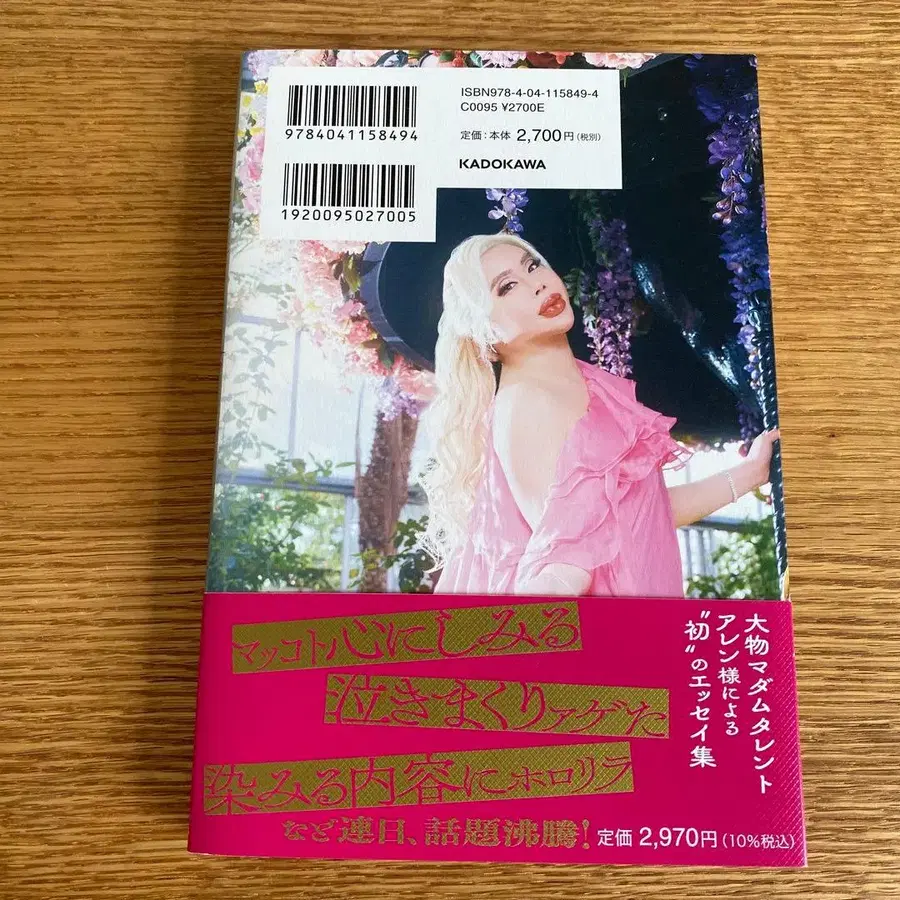 ISBN978-4-04-115849-4
C0095 ¥2700E
定価：本体 2,700円（税別）
KADOKAWA
9784041158494
1920095027005
大物マダムタレント
アレン様による
“初”のエッセイ集
マッコト心にしみる
泣きまくりァゲた
染みる内容にホロリラ
など連日、話題沸騰！
定価 2,970円（10%税込）